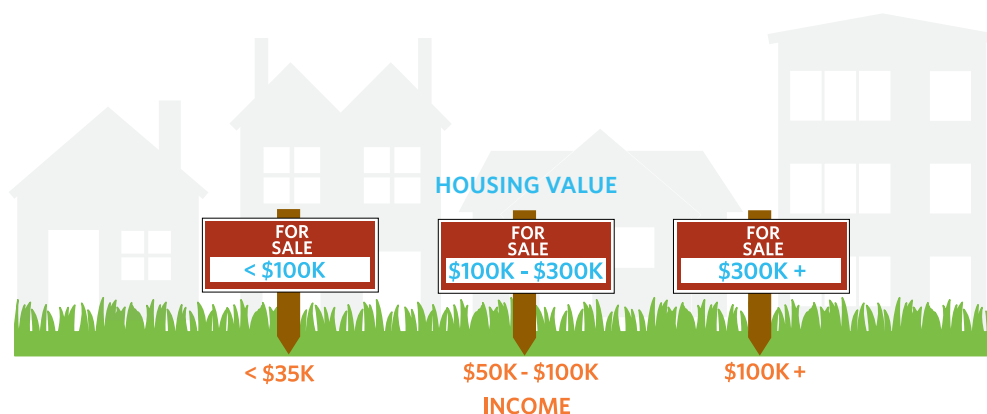 HOUSING VALUE
FOR
SALE
< $100K
FOR
SALE
$100K - $300K
FOR
SALE
$300K +
< $35K
$50K - $100K
$100K +
INCOME